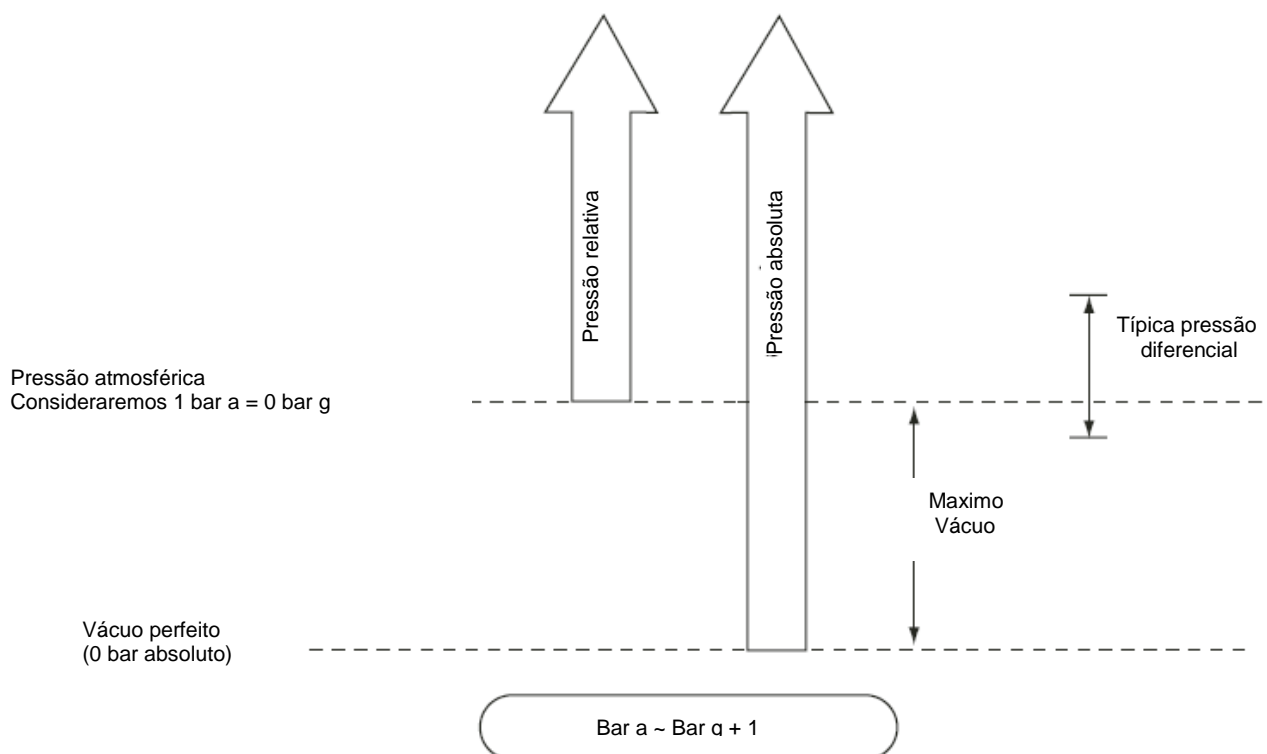 Pressão relativa
Pressão absoluta
Típica pressão
diferencial
Pressão atmosférica
Consideraremos 1 bar a = 0 bar g
Maximo
Vácuo
Vácuo perfeito
(0 bar absoluto)
Bar a ~ Bar g + 1